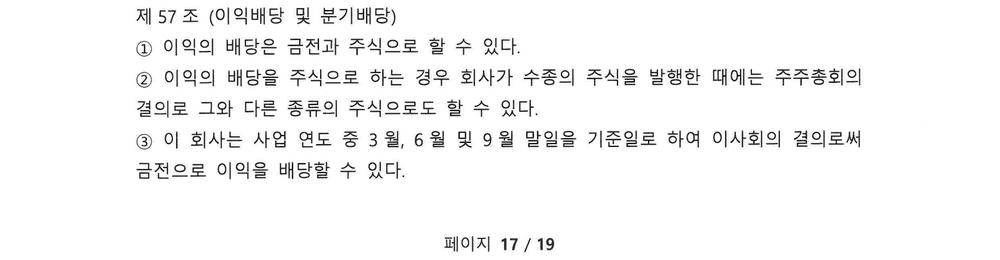 제 57 조 (이익배당 및 분기배당)
① 이익의 배당은 금전과 주식으로 할 수 있다.
② 이익의 배당을 주식으로 하는 경우 회사가 수종의 주식을 발행한 때에는 주주총회의
결의로 그와 다른 종류의 주식으로도 할 수 있다.
③ 이 회사는 사업 연도 중 3 월, 6 월 및 9 월 말일을 기준일로 하여 이사회의 결의로써
금전으로 이익을 배당할 수 있다.
페이지 17 / 19